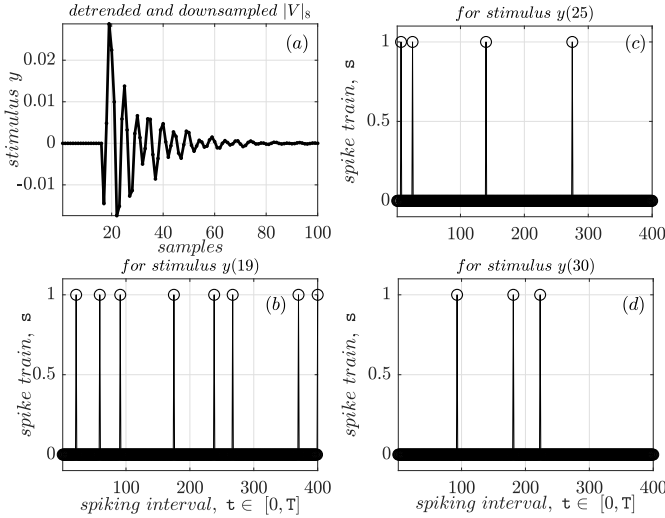 detrended and downsampled |V|₈
(a)
stimulus y
0.02
0.01
0
-0.01
20
40
60
80
100
samples
for stimulus y(25)
(c)
spike train, s
1
0.5
0
100
200
300
400
for stimulus y(19)
(b)
spike train, s
1
0.5
0
100
200
300
400
spiking interval, t ∈ [0, T]
for stimulus y(30)
(d)
spike train, s
1
0.5
0
100
200
300
400
spiking interval, t ∈ [0, T]